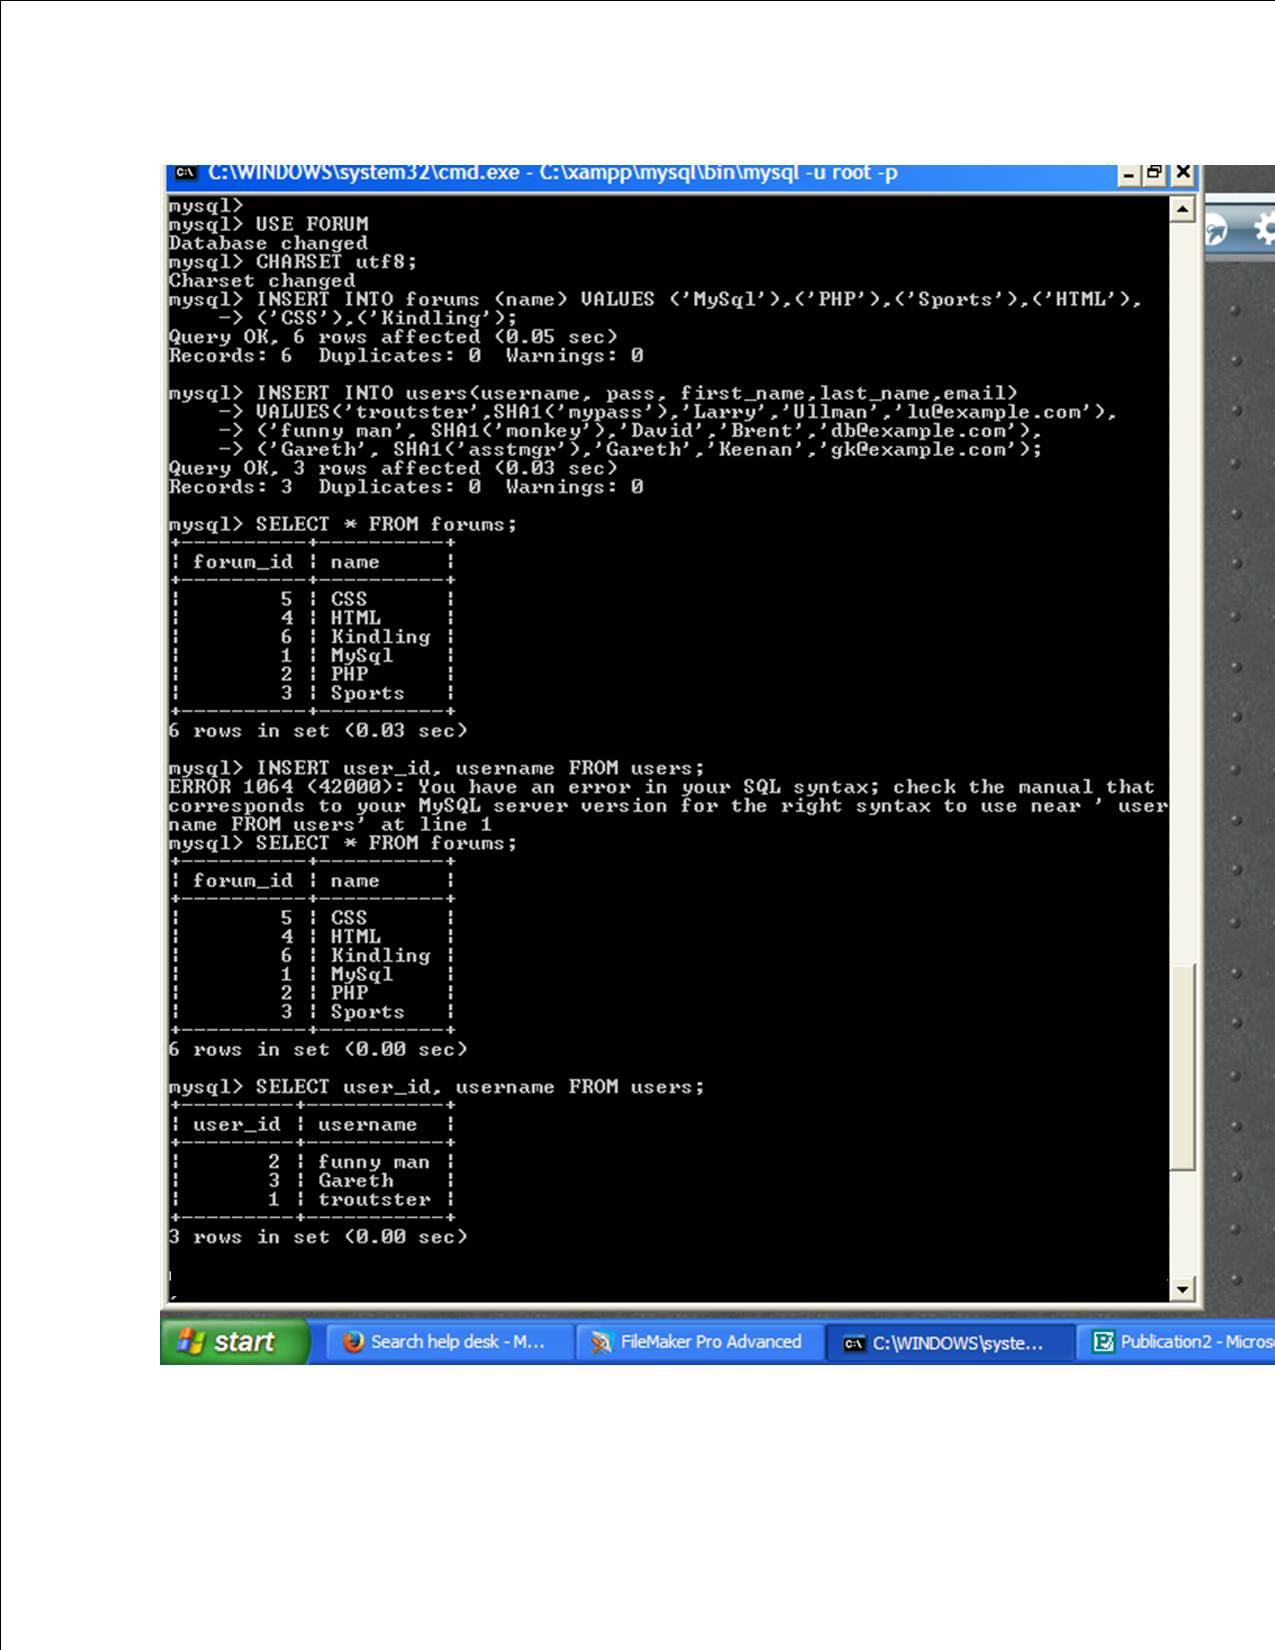 C:\WINDOWS\system32\cmd.exe - C:\xampp\mysql\bin\mysql -u root -p
mysql>
mysql> USE FORUM
Database changed
mysql> CHARSET utf8;
Charset changed
mysql> INSERT INTO forums (name) VALUES ('MySql'),('PHP'),('Sports'),('HTML'),
    -> ('CSS'),('Kindling');
Query OK, 6 rows affected (0.05 sec)
Records: 6  Duplicates: 0  Warnings: 0
mysql> INSERT INTO users(username, pass, first_name,last_name,email)
    -> VALUES('troutster',SHA1('mypass'),'Larry','Ullman','lu@example.com'),
    -> ('funny man', SHA1('monkey'),'David','Brent','db@example.com'),
    -> ('Gareth', SHA1('asstmgr'),'Gareth','Keenan','gk@example.com');
Query OK, 3 rows affected (0.03 sec)
Records: 3  Duplicates: 0  Warnings: 0
mysql> SELECT * FROM forums;
+----------+----------+
| forum_id | name     |
+----------+----------+
|        5 | CSS      |
|        4 | HTML     |
|        6 | Kindling |
|        1 | MySql    |
|        2 | PHP      |
|        3 | Sports   |
+----------+----------+
6 rows in set (0.03 sec)
mysql> INSERT user_id, username FROM users;
ERROR 1064 (42000): You have an error in your SQL syntax; check the manual that
corresponds to your MySQL server version for the right syntax to use near ' user
name FROM users' at line 1
mysql> SELECT * FROM forums;
+----------+----------+
| forum_id | name     |
+----------+----------+
|        5 | CSS      |
|        4 | HTML     |
|        6 | Kindling |
|        1 | MySql    |
|        2 | PHP      |
|        3 | Sports   |
+----------+----------+
6 rows in set (0.00 sec)
mysql> SELECT user_id, username FROM users;
+---------+-----------+
| user_id | username  |
+---------+-----------+
|       2 | funny man |
|       3 | Gareth    |
|       1 | troutster |
+---------+-----------+
3 rows in set (0.00 sec)
start Search help desk - M... FileMaker Pro Advanced C:\WINDOWS\syste... Publication2 - Micros